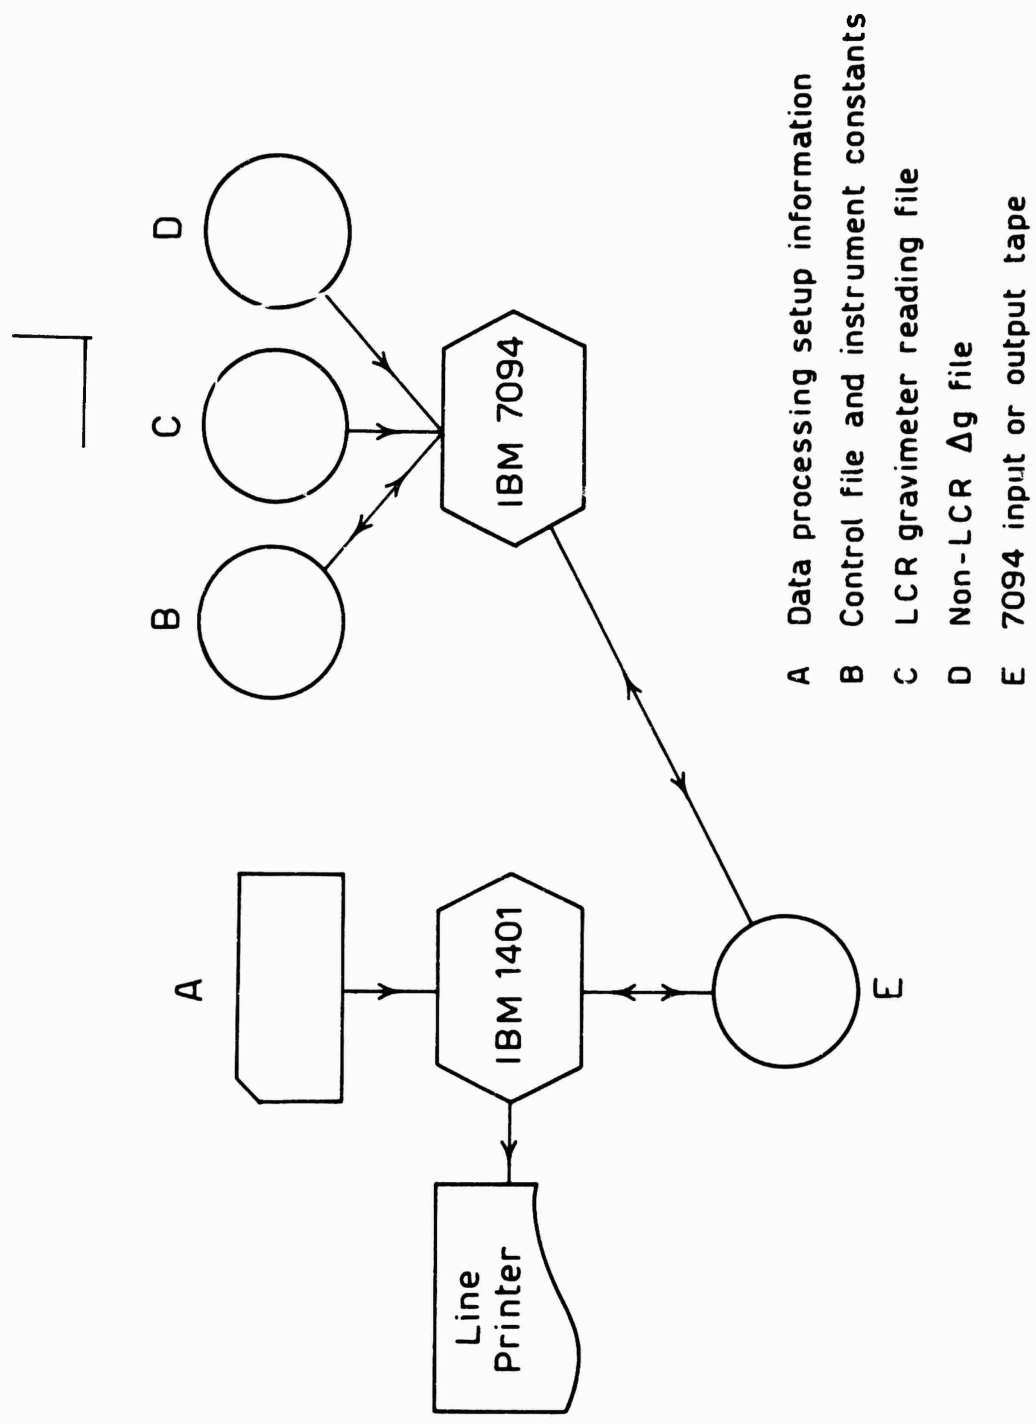 D
C
B
A
IBM 7094
IBM 1401
Line
Printer
E
A Data processing setup information
B Control file and instrument constants
C LCR gravimeter reading file
D Non-LCR Δg file
E 7094 input or output tape